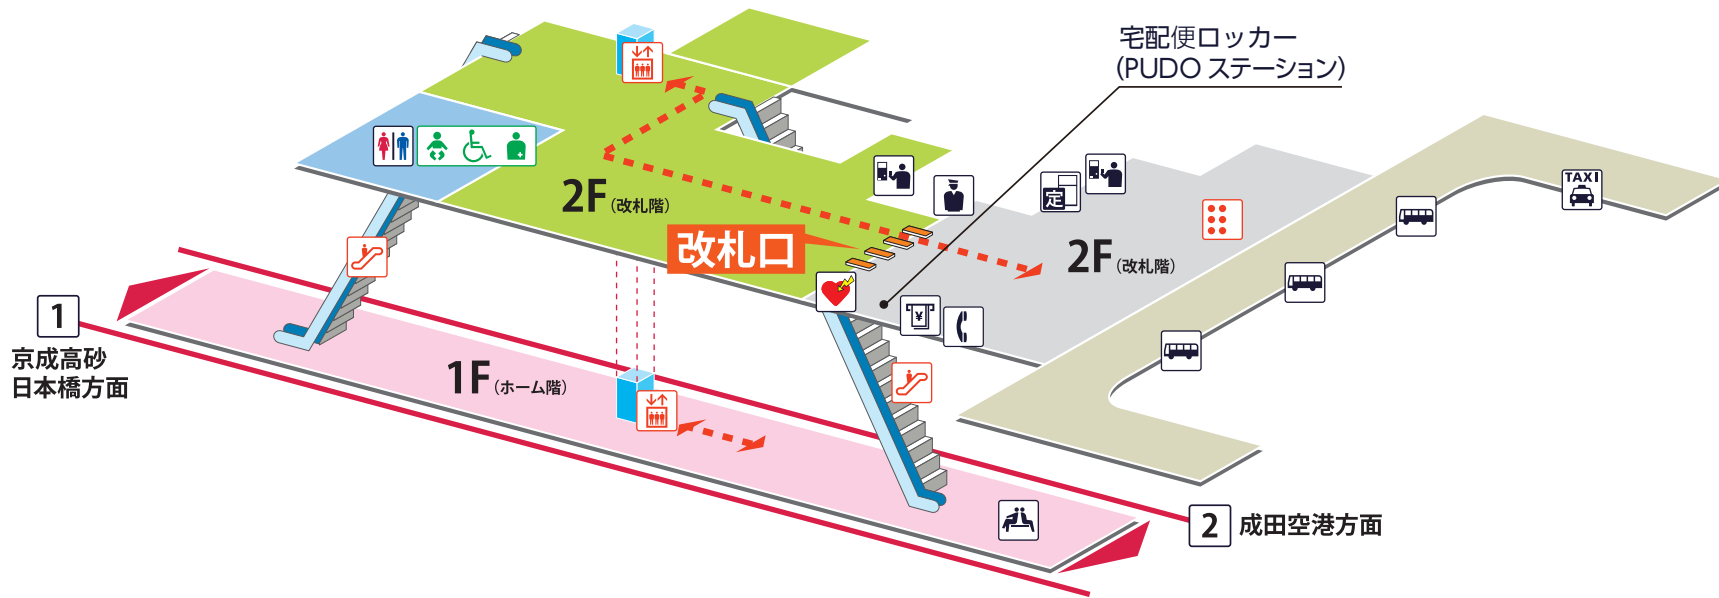 宅配便ロッカー
(PUDO ステーション)
TAXI
定
2F(改札階)
改札口
2F(改札階)
¥
1
京成高砂
日本橋方面
1F(ホーム階)
2 成田空港方面